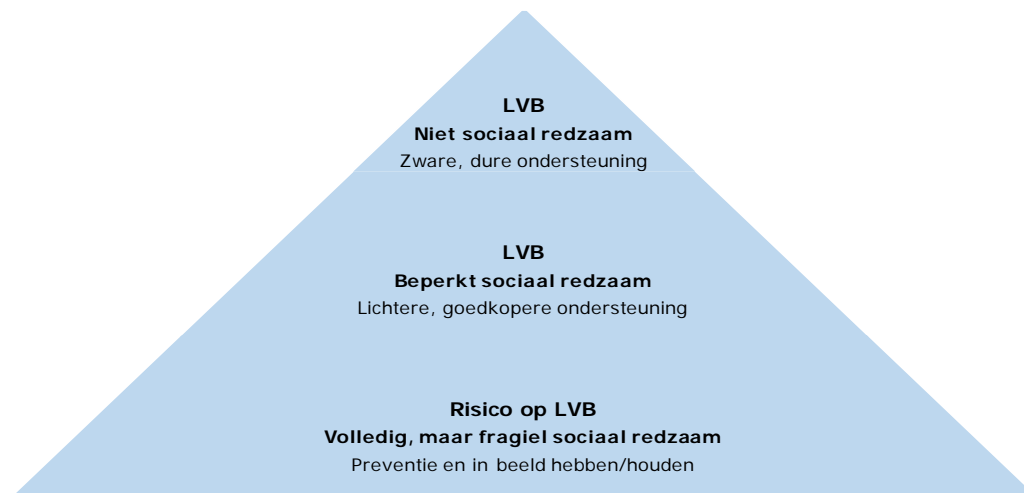 LVB
Niet sociaal redzaam
Zware, dure ondersteuning
LVB
Beperkt sociaal redzaam
Lichtere, goedkopere ondersteuning
Risico op LVB
Volledig, maar fragiel sociaal redzaam
Preventie en in beeld hebben/houden